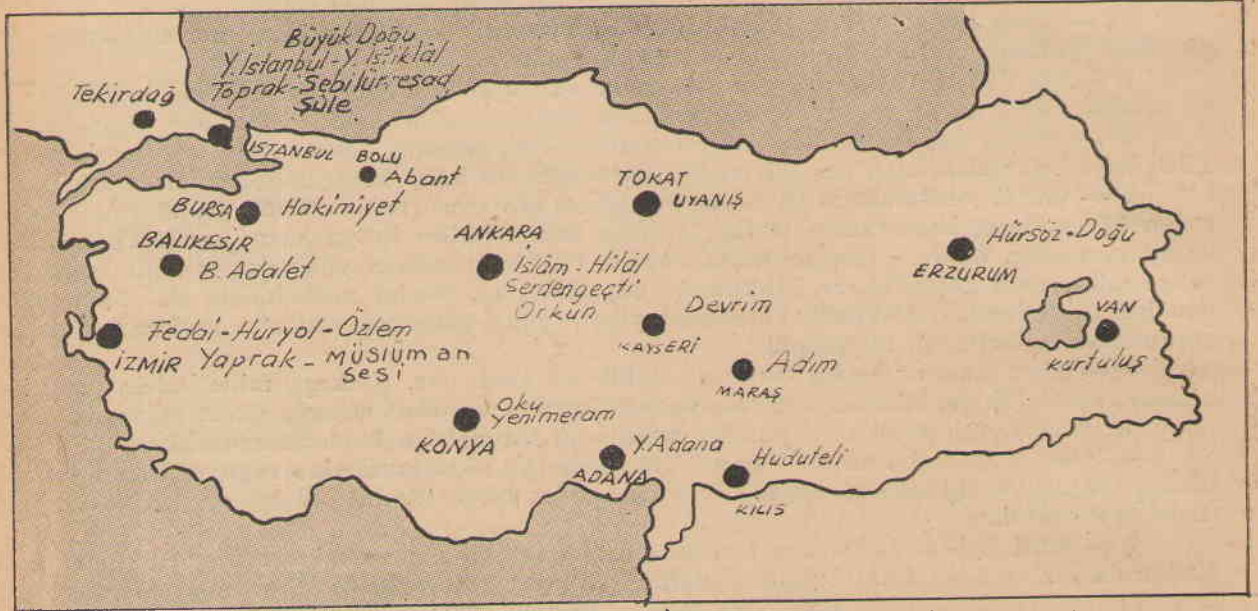 Büyük Doğu
Y. İstanbul - Y. İstiklâl
Toprak - Sebilürreşad
Şule
Tekirdağ
İSTANBUL
BOLU
Abant
BURSA
Hakimiyet
BALIKESİR
B. Adalet
Fedai - Huryol - Özlem
İZMİR Yaprak - MÜSLÜMAN
SESİ
ANKARA
İslâm - Hilâl
Serdengeçti
Orkun
TOKAT
UYANIŞ
Devrim
KAYSERİ
Adım
MARAŞ
Hürsöz - Doğu
ERZURUM
VAN
Kurtuluş
Oku
Yenimeram
KONYA
Y. Adana
ADANA
Huduteli
KİLİS